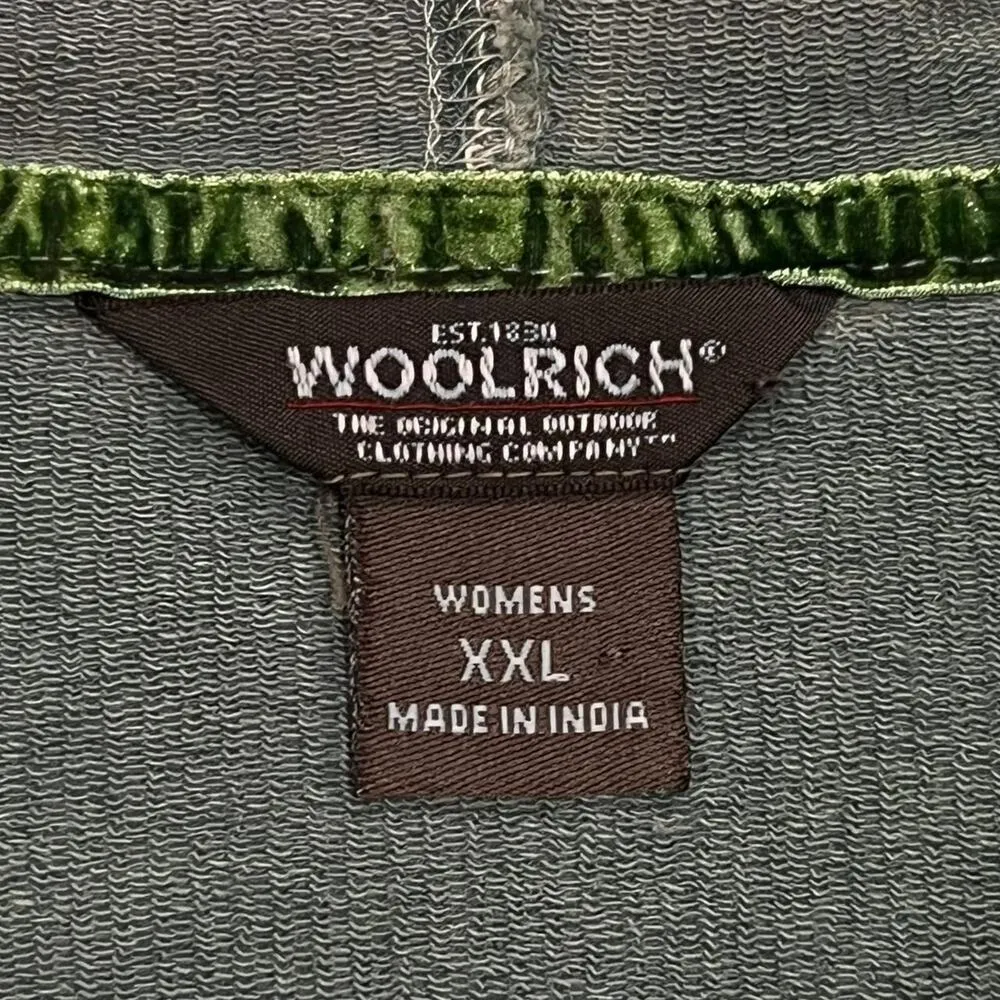 EST. 1830
WOOLRICH®
THE ORIGINAL OUTDOOR
CLOTHING COMPANY™
WOMENS
XXL
MADE IN INDIA